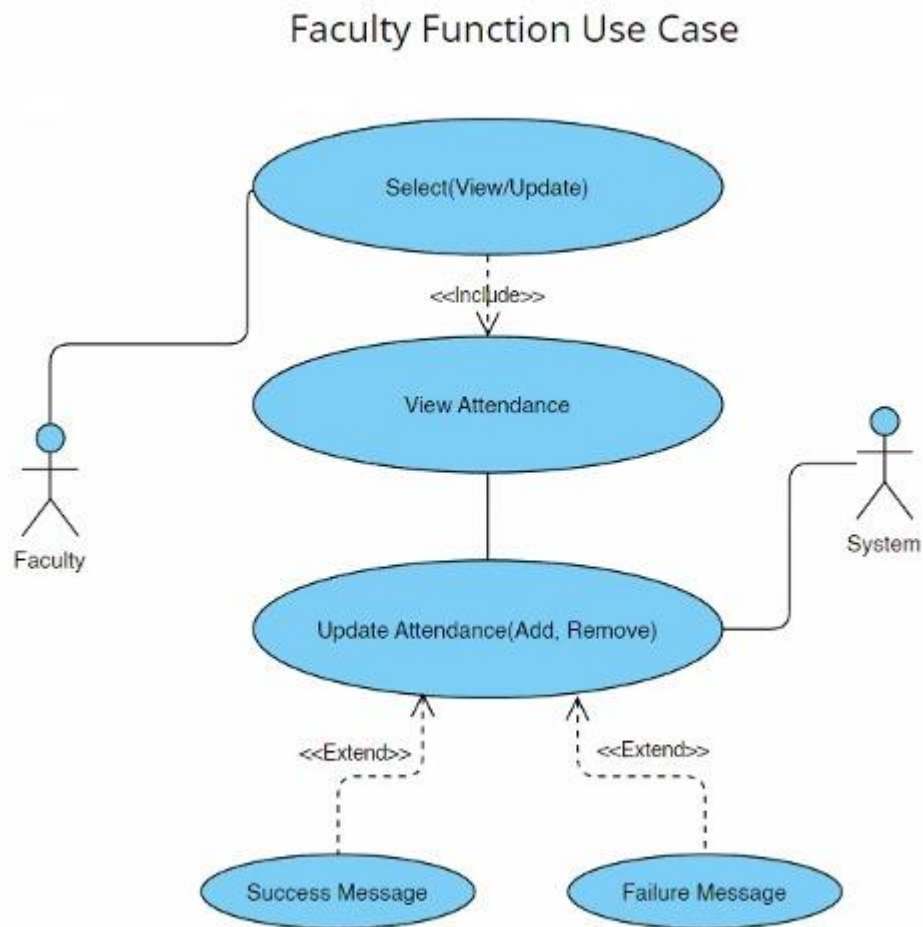 Faculty Function Use Case
Select(View/Update)
<<Include>>
View Attendance
Faculty
System
Update Attendance(Add, Remove)
<<Extend>>
<<Extend>>
Success Message
Failure Message